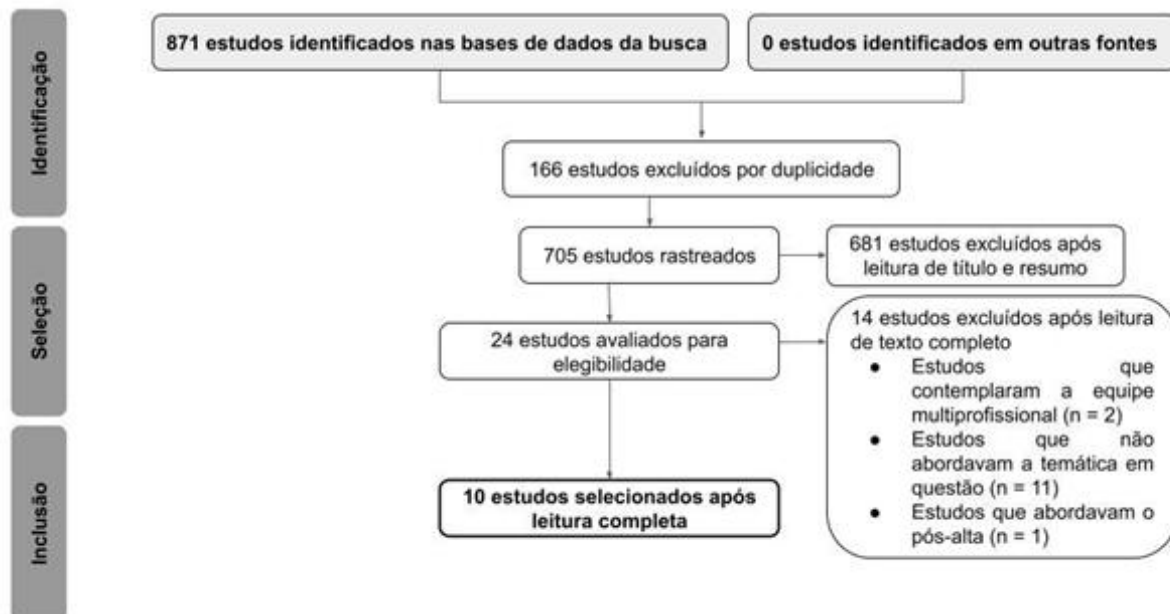 Identificação
871 estudos identificados nas bases de dados da busca
0 estudos identificados em outras fontes
166 estudos excluídos por duplicidade
Seleção
705 estudos rastreados
681 estudos excluídos após
leitura de título e resumo
24 estudos avaliados para
elegibilidade
14 estudos excluídos após leitura
de texto completo
● Estudos que
contemplaram a equipe
multiprofissional (n = 2)
● Estudos que não
abordavam a temática em
questão (n = 11)
● Estudos que abordavam o
pós-alta (n = 1)
Inclusão
10 estudos selecionados após
leitura completa